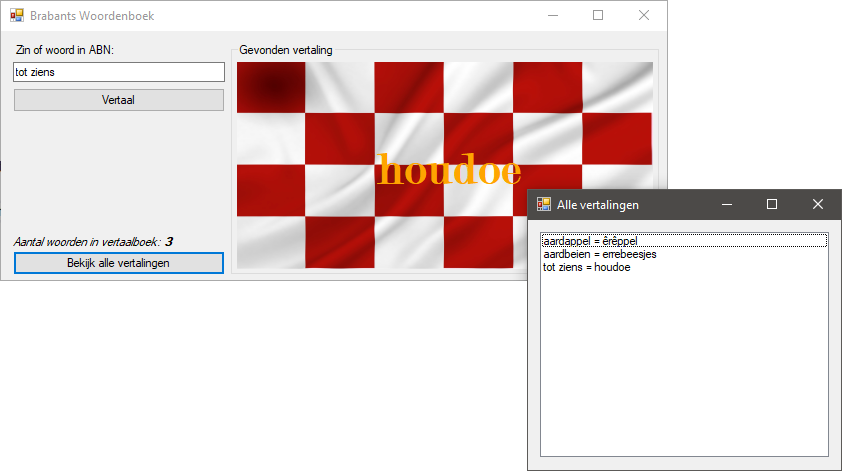 Brabants Woordenboek
Zin of woord in ABN:
tot ziens
Vertaal
Aantal woorden in vertaalboek: 3
Bekijk alle vertalingen
Gevonden vertaling
houdoe
Alle vertalingen
aardappel = êrêppel
aardbeien = errebeesjes
tot ziens = houdoe